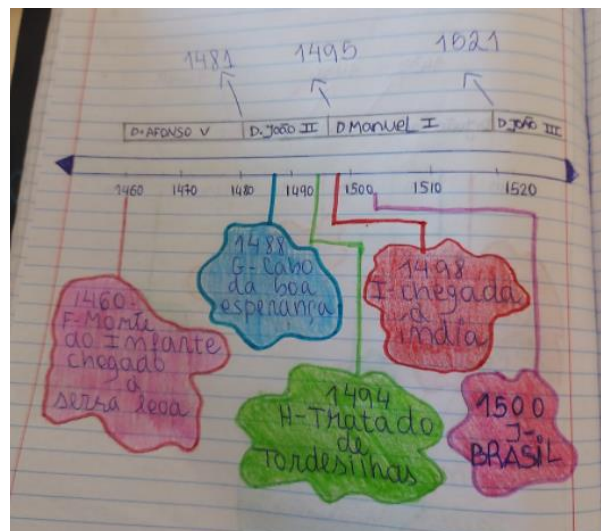 1481 1495 1521
D. AFONSO V D. João II D Manuel I D João III
1460 1470 1480 1490 1500 1510 1520
1488
G- Cabo
da boa
esperança
1498
I- chegada
à
índia
1460-
F- Morte
do Infante
chegada
à
serra leoa
1494
H- Tratado
de
Tordesilhas
1500
J-
BRASIL